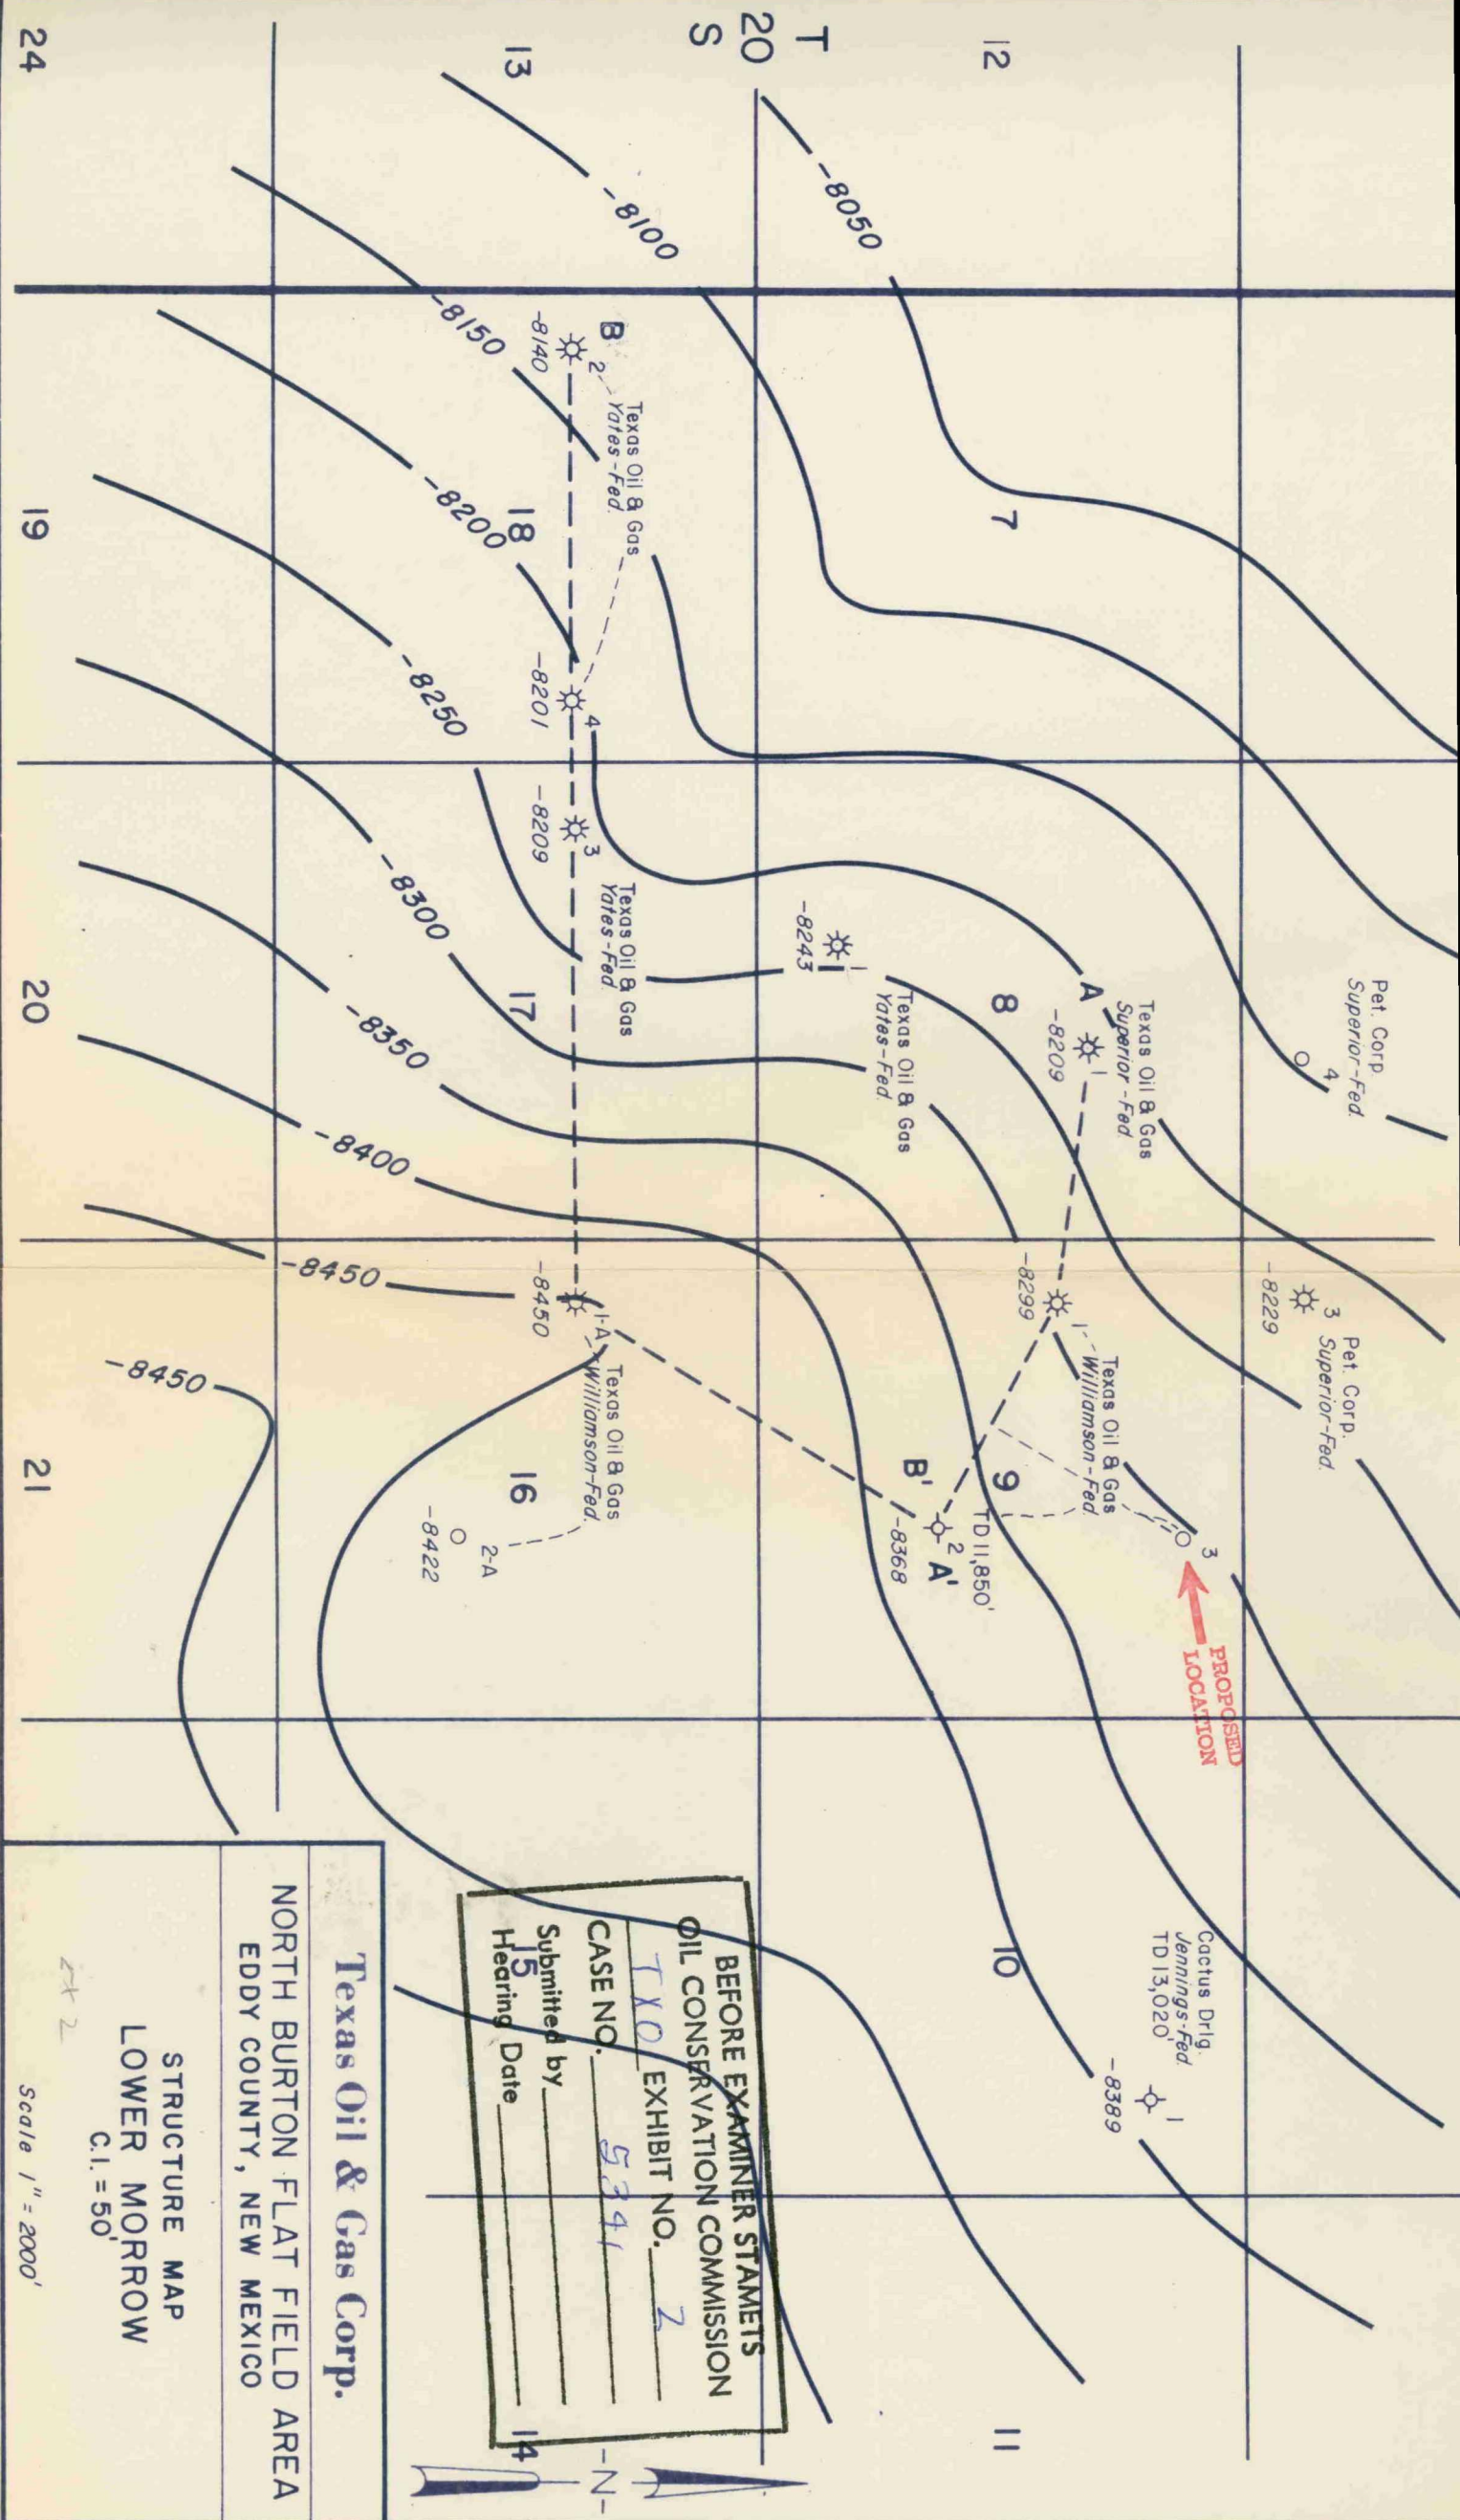 T
20
S
12
13
24
7
18
19
8
17
20
9
16
21
10
15
11
14
-8050
-8100
-8150
-8200
-8250
-8300
-8350
-8400
-8450
-8450
Pet. Corp.
Superior-Fed.
4
3
Pet. Corp.
Superior-Fed.
-8229
A
Texas Oil & Gas
Superior-Fed.
1
-8209
Texas Oil & Gas
Williamson-Fed.
1
-8299
3
PROPOSED
LOCATION
TD 11,850'
2
A'
B'
-8368
Cactus Drlg.
Jennings-Fed.
TD 13,020'
1
-8389
1
-8243
Texas Oil & Gas
Yates-Fed.
B
2
-8140
Texas Oil & Gas
Yates-Fed.
4
-8201
3
-8209
Texas Oil & Gas
Yates-Fed
1-A
-8450
Texas Oil & Gas
Williamson-Fed.
2-A
-8422
BEFORE EXAMINER STAMETS
OIL CONSERVATION COMMISSION
TXO EXHIBIT NO. 2
CASE NO. 5341
Submitted by
Hearing Date
-N-
Texas Oil & Gas Corp.
NORTH BURTON FLAT FIELD AREA
EDDY COUNTY, NEW MEXICO
STRUCTURE MAP
LOWER MORROW
C.I. = 50'
Scale 1" = 2000'